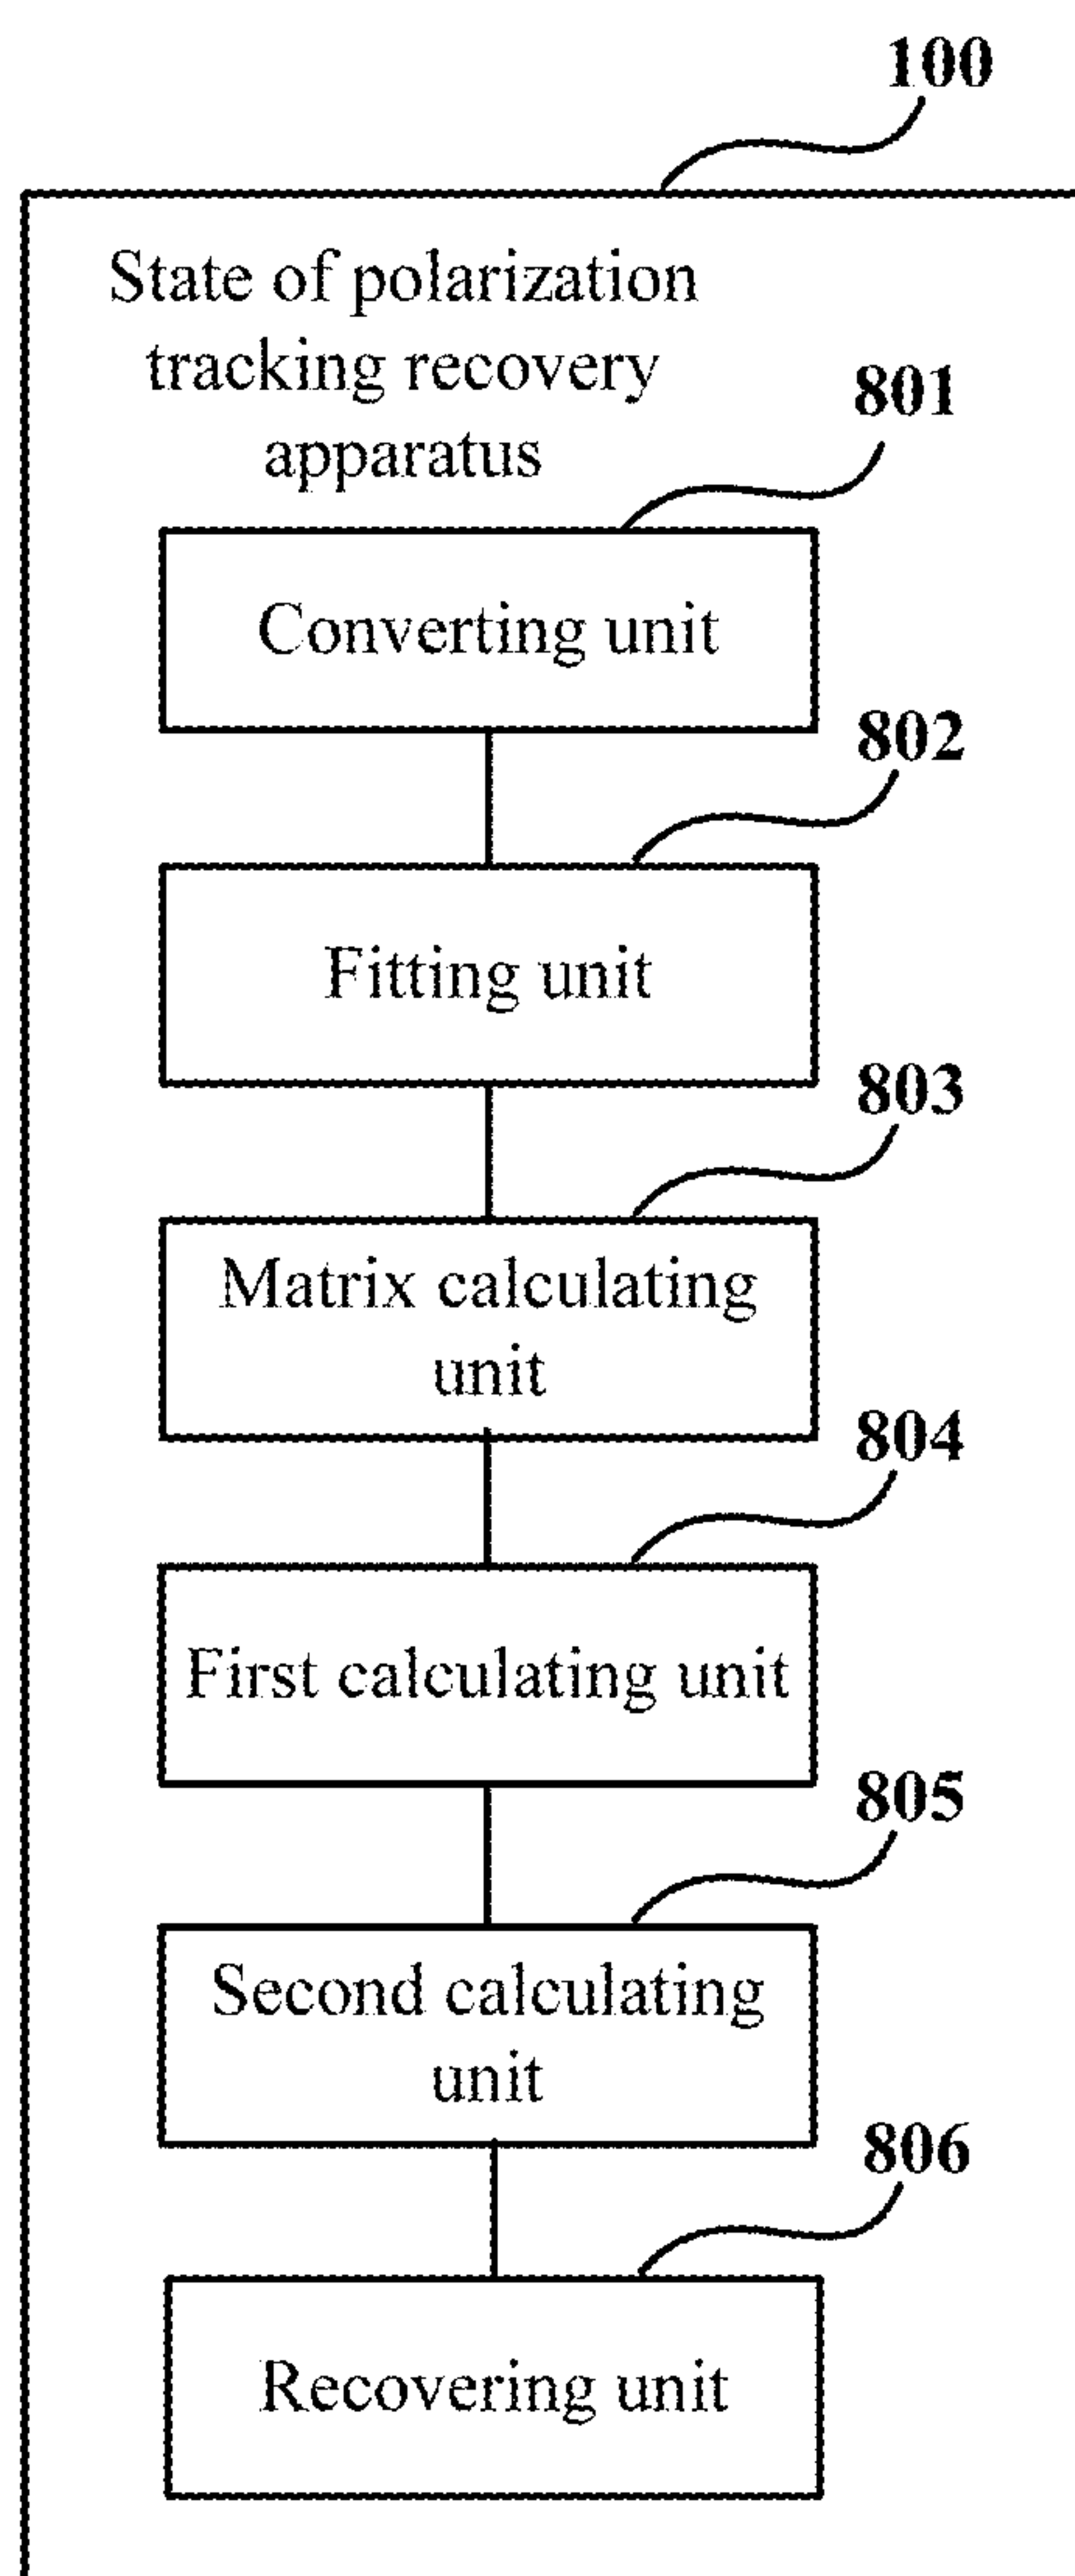 100
State of polarization
tracking recovery
apparatus
801
Converting unit
802
Fitting unit
803
Matrix calculating
unit
804
First calculating unit
805
Second calculating
unit
806
Recovering unit